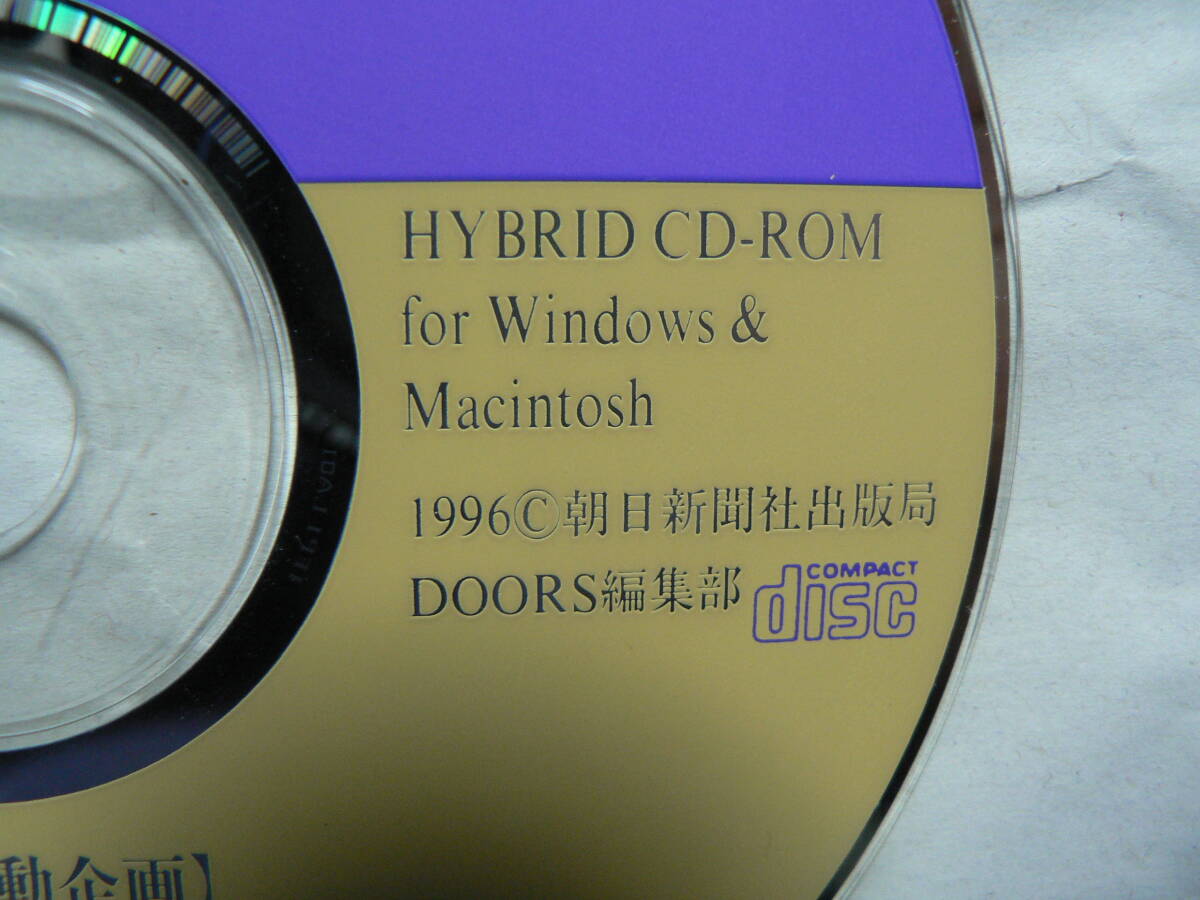 HYBRID CD-ROM
for Windows &
Macintosh
1996©朝日新聞社出版局
DOORS編集部
COMPACT
disc
動企画】